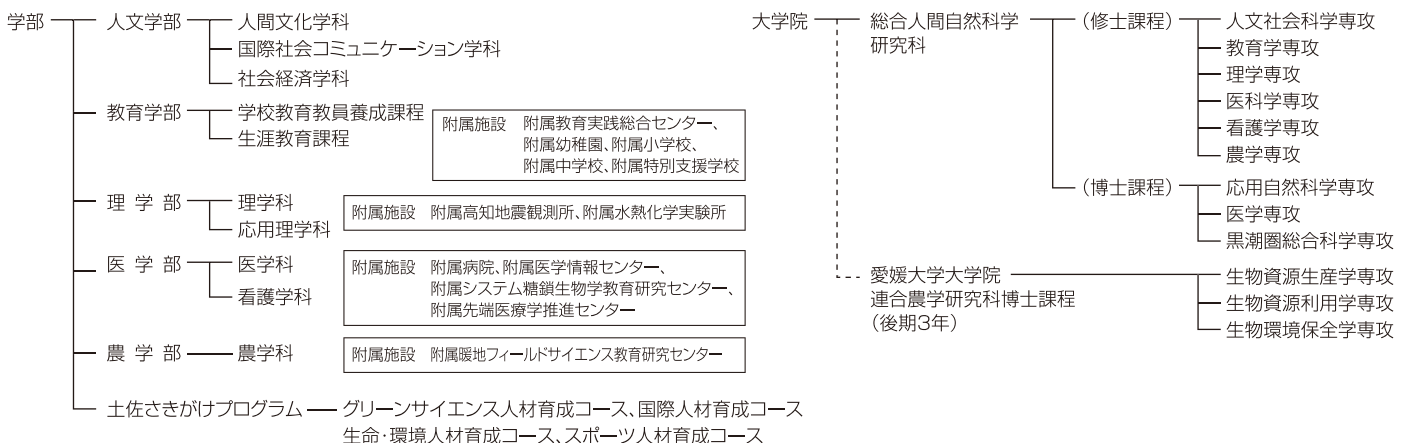 学部
人文学部
人間文化学科
国際社会コミュニケーション学科
社会経済学科
教育学部
学校教育教員養成課程
生涯教育課程
附属施設 附属教育実践総合センター、
附属幼稚園、附属小学校、
附属中学校、附属特別支援学校
理学部
理学科
応用理学科
附属施設 附属高知地震観測所、附属水熱化学実験所
医学部
医学科
看護学科
附属施設 附属病院、附属医学情報センター、
附属システム糖鎖生物学教育研究センター、
附属先端医療学推進センター
農学部
農学科
附属施設 附属暖地フィールドサイエンス教育研究センター
土佐さきがけプログラム
グリーンサイエンス人材育成コース、国際人材育成コース
生命・環境人材育成コース、スポーツ人材育成コース
大学院
総合人間自然科学
研究科
(修士課程)
人文社会科学専攻
教育学専攻
理学専攻
医科学専攻
看護学専攻
農学専攻
(博士課程)
応用自然科学専攻
医学専攻
黒潮圏総合科学専攻
愛媛大学大学院
連合農学研究科博士課程
(後期3年)
生物資源生産学専攻
生物資源利用学専攻
生物環境保全学専攻